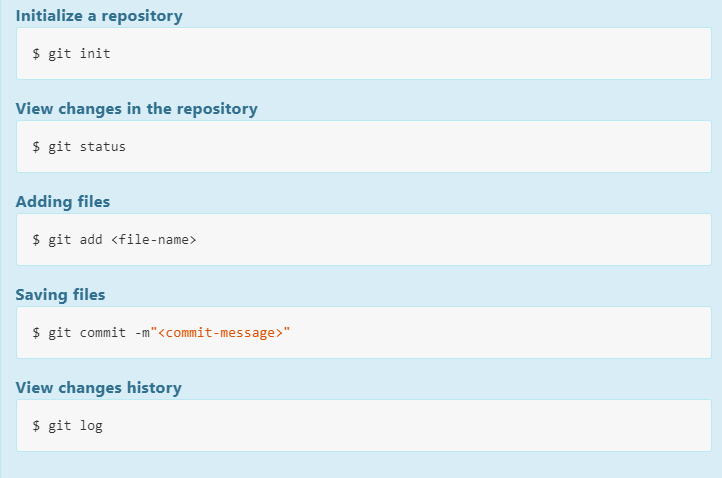 Initialize a repository
$ git init
View changes in the repository
$ git status
Adding files
$ git add <file-name>
Saving files
$ git commit -m"<commit-message>"
View changes history
$ git log